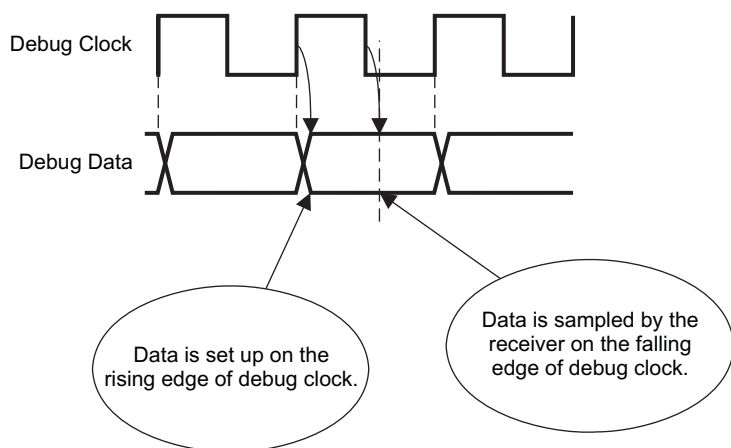 Debug Clock
Debug Data
Data is set up on the
rising edge of debug clock.
Data is sampled by the
receiver on the falling
edge of debug clock.